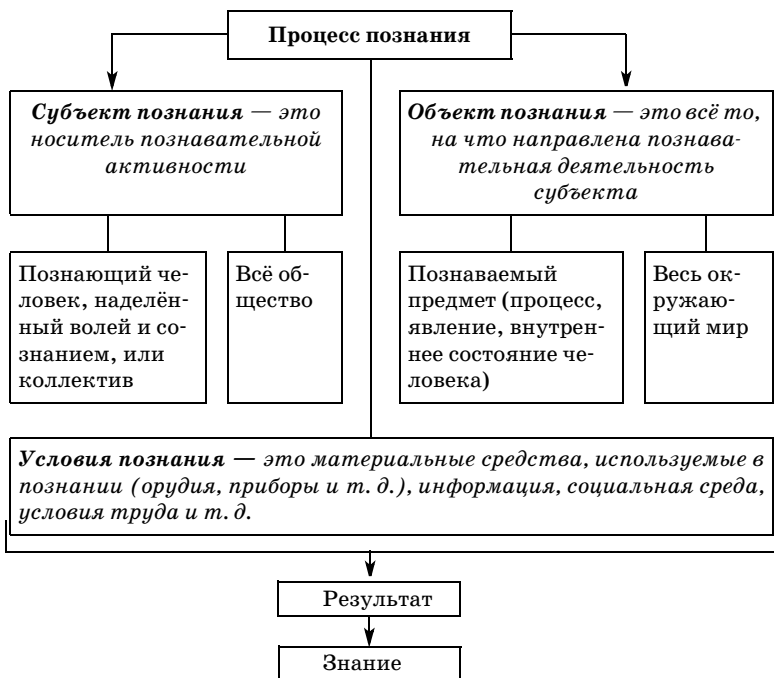 Процесс познания
Субъект познания — это
носитель познавательной
активности
Объект познания — это всё то,
на что направлена познава-
тельная деятельность
субъекта
Познающий че-
ловек, наделён-
ный волей и со-
знанием, или
коллектив
Всё об-
щество
Познаваемый
предмет (процесс,
явление, внутрен-
нее состояние че-
ловека)
Весь ок-
ружаю-
щий мир
Условия познания — это материальные средства, используемые в
познании (орудия, приборы и т. д.), информация, социальная среда,
условия труда и т. д.
Результат
Знание